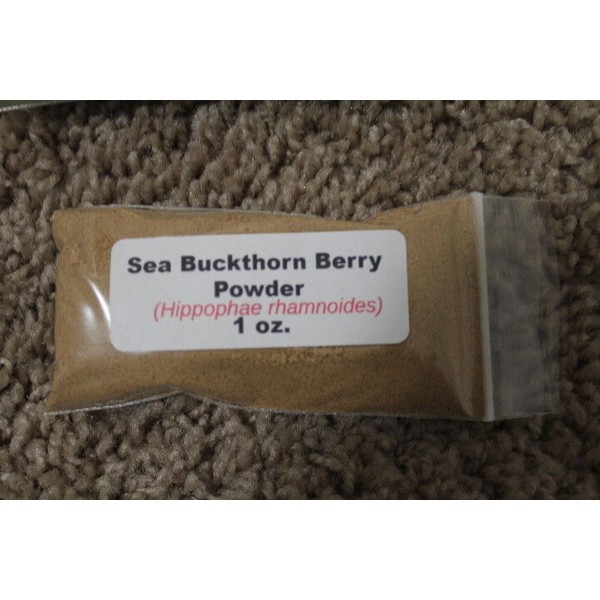 Sea Buckthorn Berry
Powder
(Hippophae rhamnoides)
1 oz.